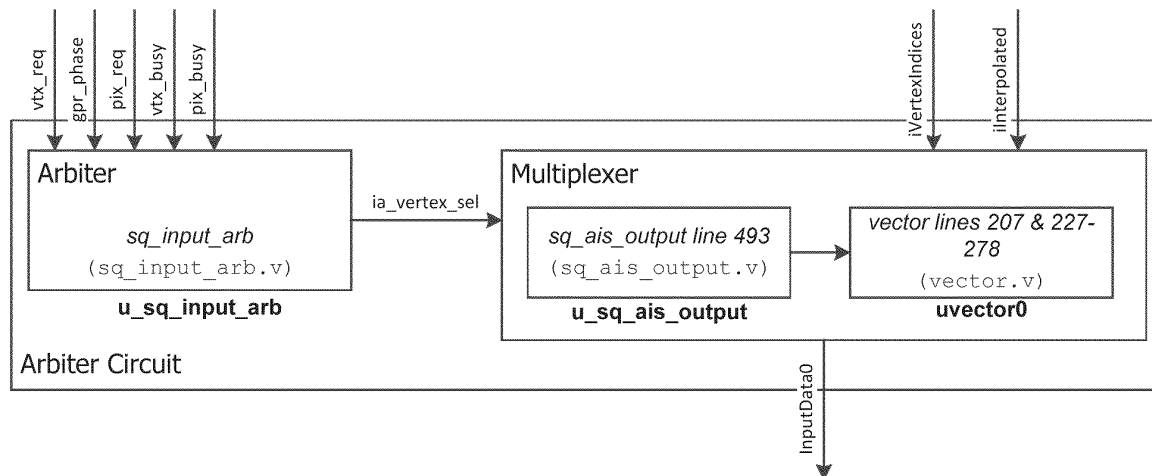 vtx_req
gpr_phase
pix_req
vtx_busy
pix_busy
iVertexIndices
iInterpolated
Arbiter
sq_input_arb
(sq_input_arb.v)
u_sq_input_arb
ia_vertex_sel
Multiplexer
sq_ais_output line 493
(sq_ais_output.v)
u_sq_ais_output
vector lines 207 & 227-
278
(vector.v)
uvector0
Arbiter Circuit
InputData0